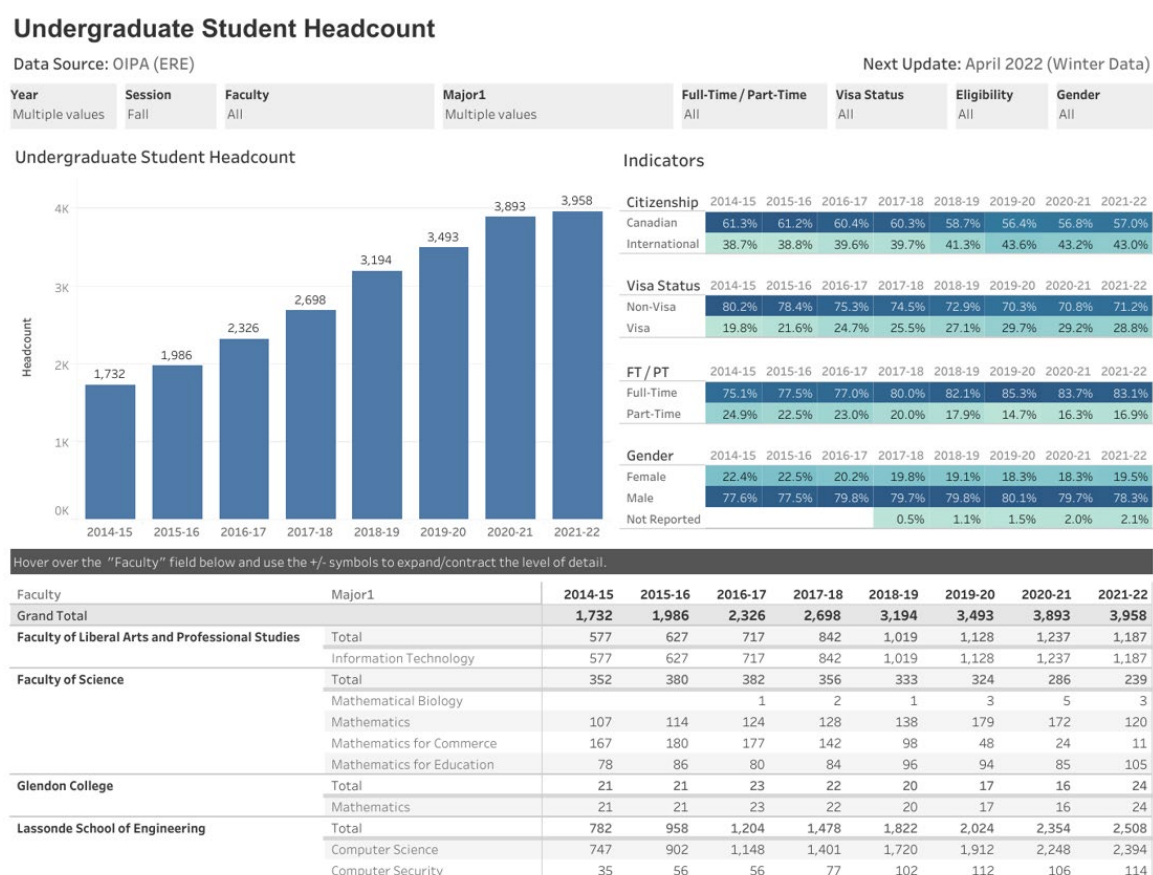 Undergraduate Student Headcount
Data Source: OIPA (ERE) Next Update: April 2022 (Winter Data)
Year Session Faculty Major1 Full-Time / Part-Time Visa Status Eligibility Gender
Multiple values Fall All Multiple values All All All All
Undergraduate Student Headcount
4K
3K
2K
1K
0K
Headcount
1,732
1,986
2,326
2,698
3,194
3,493
3,893
3,958
2014-15 2015-16 2016-17 2017-18 2018-19 2019-20 2020-21 2021-22
Indicators
Citizenship 2014-15 2015-16 2016-17 2017-18 2018-19 2019-20 2020-21 2021-22
Canadian 61.3% 61.2% 60.4% 60.3% 58.7% 56.4% 56.8% 57.0%
International 38.7% 38.8% 39.6% 39.7% 41.3% 43.6% 43.2% 43.0%
Visa Status 2014-15 2015-16 2016-17 2017-18 2018-19 2019-20 2020-21 2021-22
Non-Visa 80.2% 78.4% 75.3% 74.5% 72.9% 70.3% 70.8% 71.2%
Visa 19.8% 21.6% 24.7% 25.5% 27.1% 29.7% 29.2% 28.8%
FT / PT 2014-15 2015-16 2016-17 2017-18 2018-19 2019-20 2020-21 2021-22
Full-Time 75.1% 77.5% 77.0% 80.0% 82.1% 85.3% 83.7% 83.1%
Part-Time 24.9% 22.5% 23.0% 20.0% 17.9% 14.7% 16.3% 16.9%
Gender 2014-15 2015-16 2016-17 2017-18 2018-19 2019-20 2020-21 2021-22
Female 22.4% 22.5% 20.2% 19.8% 19.1% 18.3% 18.3% 19.5%
Male 77.6% 77.5% 79.8% 79.7% 79.8% 80.1% 79.7% 78.3%
Not Reported 0.5% 1.1% 1.5% 2.0% 2.1%
Hover over the "Faculty" field below and use the +/- symbols to expand/contract the level of detail.
Faculty Major1 2014-15 2015-16 2016-17 2017-18 2018-19 2019-20 2020-21 2021-22
Grand Total 1,732 1,986 2,326 2,698 3,194 3,493 3,893 3,958
Faculty of Liberal Arts and Professional Studies Total 577 627 717 842 1,019 1,128 1,237 1,187
Information Technology 577 627 717 842 1,019 1,128 1,237 1,187
Faculty of Science Total 352 380 382 356 333 324 286 239
Mathematical Biology 1 2 1 3 5 3
Mathematics 107 114 124 128 138 179 172 120
Mathematics for Commerce 167 180 177 142 98 48 24 11
Mathematics for Education 78 86 80 84 96 94 85 105
Glendon College Total 21 21 23 22 20 17 16 24
Mathematics 21 21 23 22 20 17 16 24
Lassonde School of Engineering Total 782 958 1,204 1,478 1,822 2,024 2,354 2,508
Computer Science 747 902 1,148 1,401 1,720 1,912 2,248 2,394
Computer Security 35 56 56 77 102 112 106 114